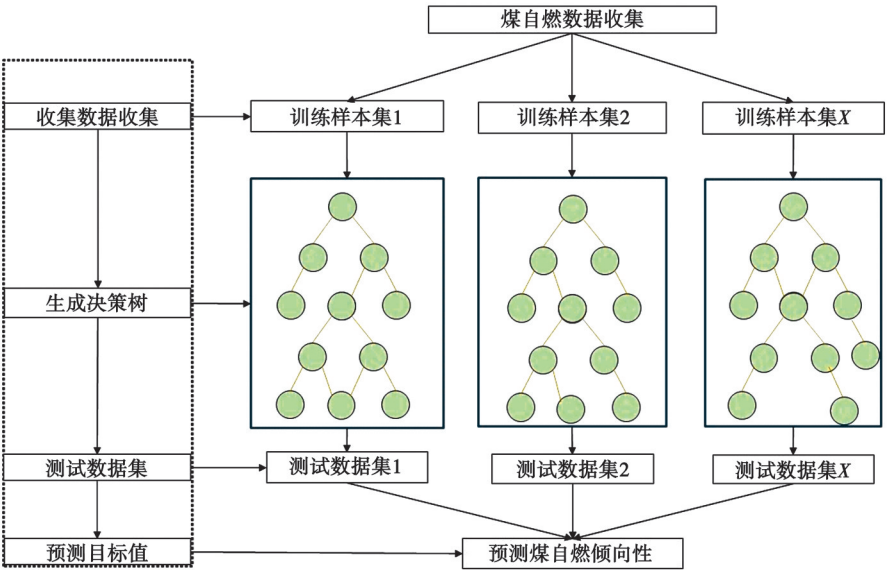 煤自燃数据收集
收集数据收集
训练样本集1
训练样本集2
训练样本集X
生成决策树
测试数据集
测试数据集1
测试数据集2
测试数据集X
预测目标值
预测煤自燃倾向性